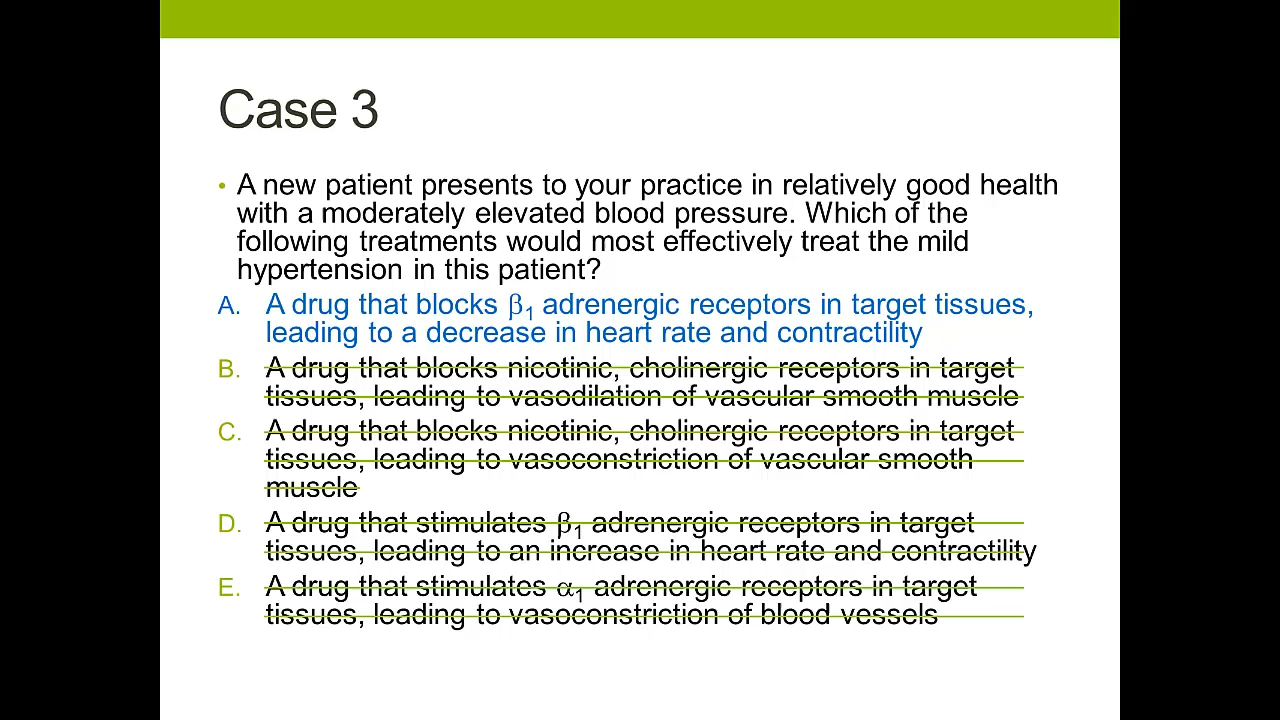 Case 3
• A new patient presents to your practice in relatively good health
with a moderately elevated blood pressure. Which of the
following treatments would most effectively treat the mild
hypertension in this patient?
A. A drug that blocks β₁ adrenergic receptors in target tissues,
leading to a decrease in heart rate and contractility
B. A drug that blocks nicotinic, cholinergic receptors in target
tissues, leading to vasodilation of vascular smooth muscle
C. A drug that blocks nicotinic, cholinergic receptors in target
tissues, leading to vasoconstriction of vascular smooth
muscle
D. A drug that stimulates β₁ adrenergic receptors in target
tissues, leading to an increase in heart rate and contractility
E. A drug that stimulates α₁ adrenergic receptors in target
tissues, leading to vasoconstriction of blood vessels